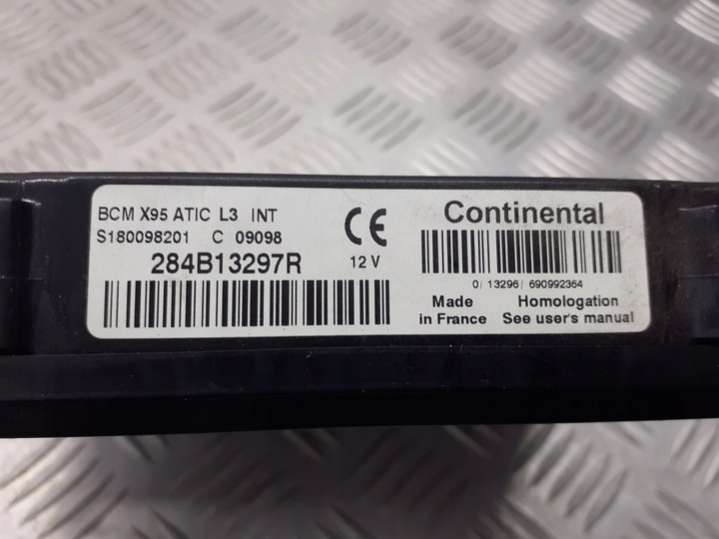 BCM X95 ATIC L3 INT
S180098201 C 09098
284B13297R
CE
12 V
Continental
0/ 13296/ 690992364
Made in France
Homologation
See user's manual